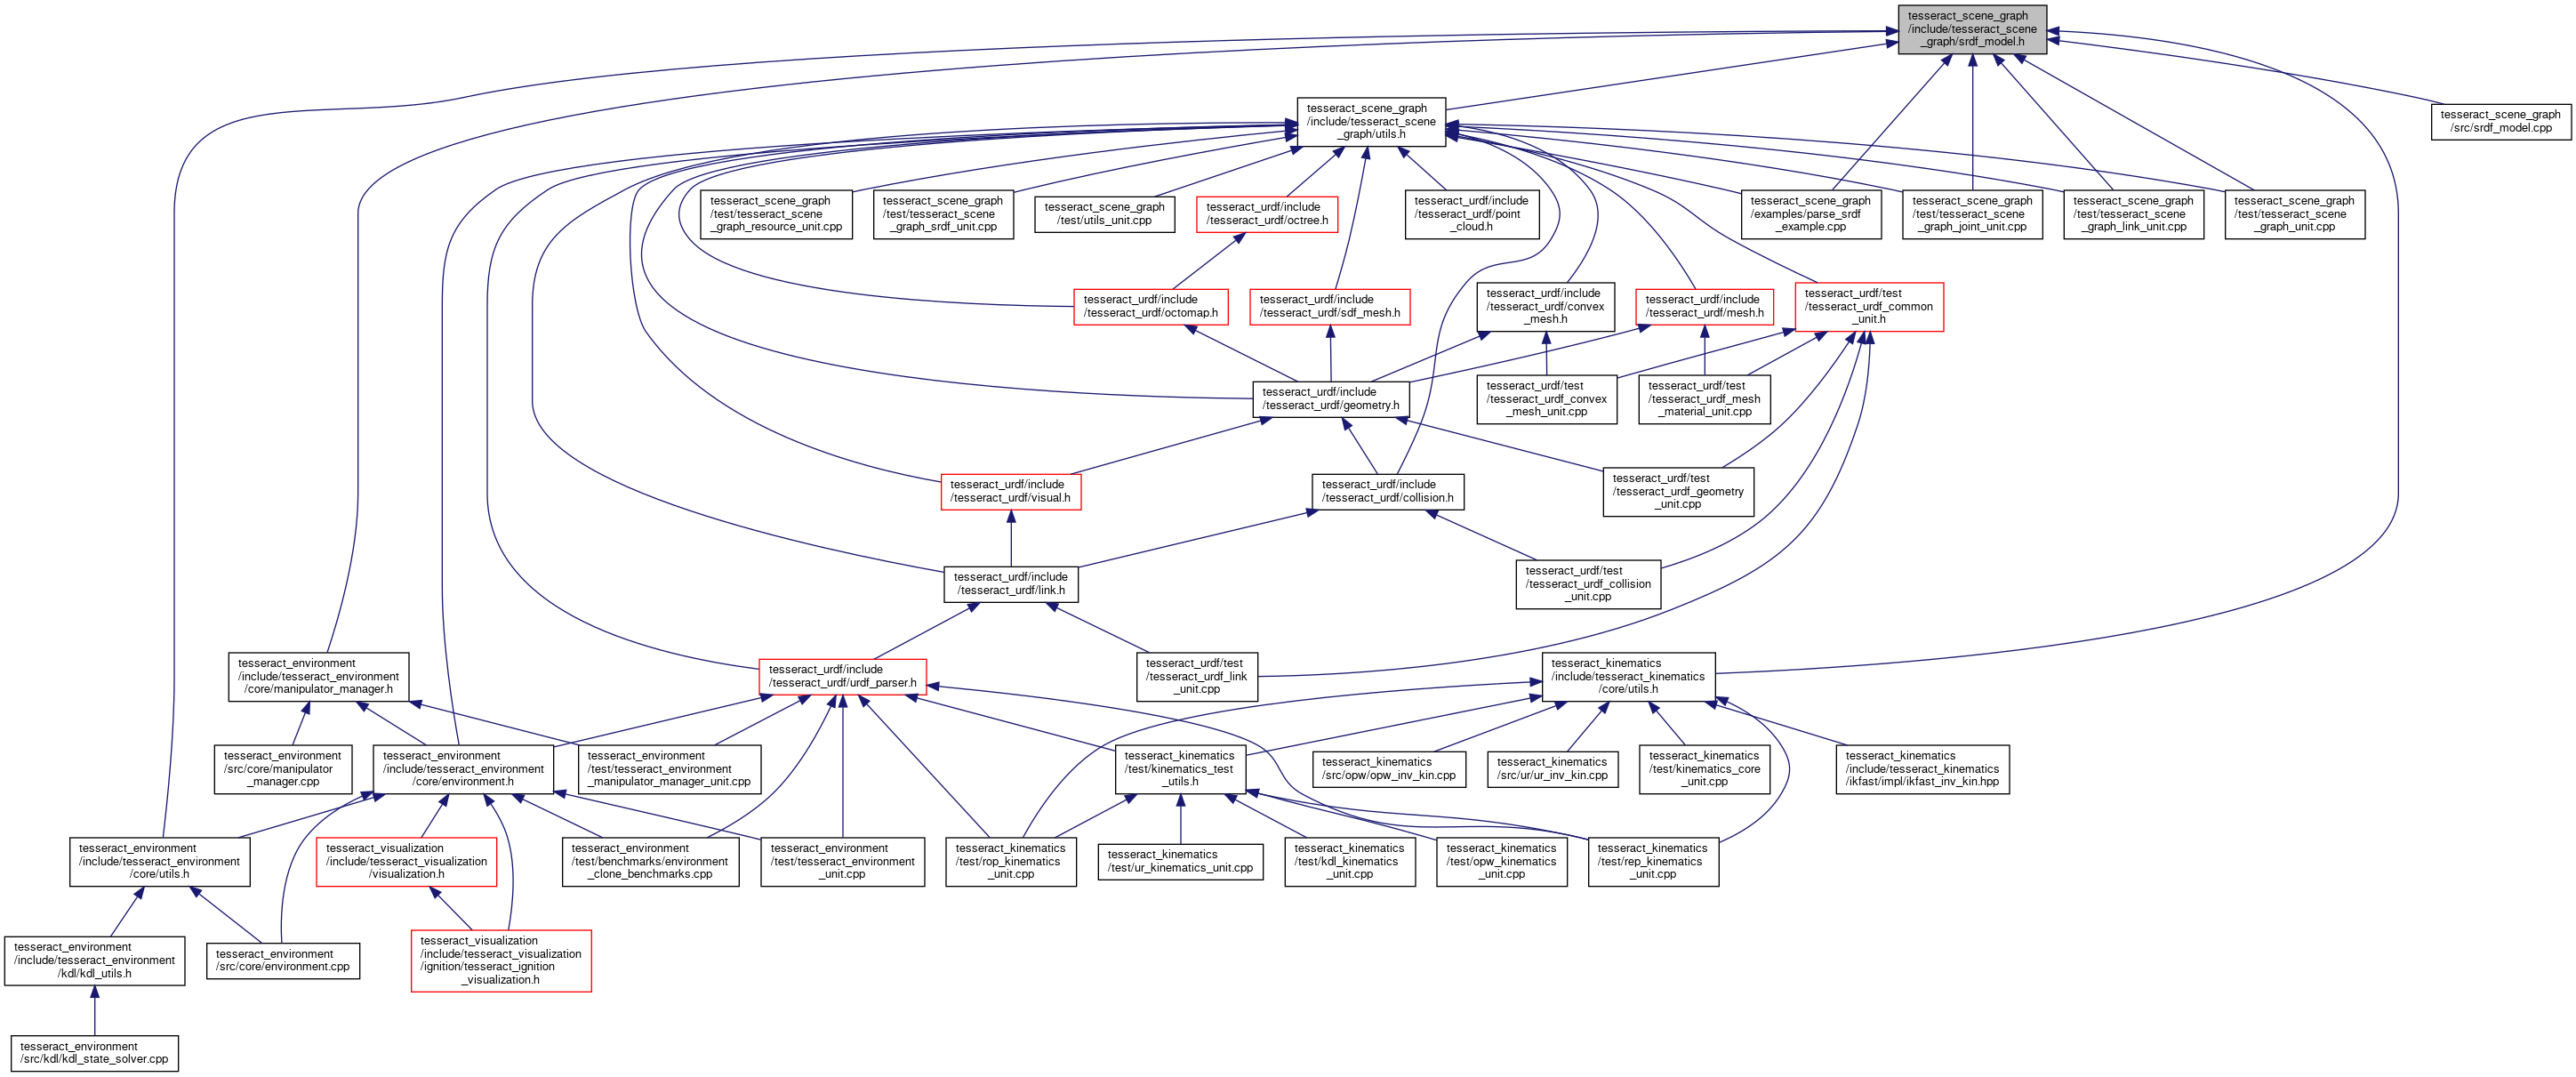 tesseract_scene_graph
/include/tesseract_scene
_graph/srdf_model.h
tesseract_scene_graph
/include/tesseract_scene
_graph/utils.h
tesseract_scene_graph
/src/srdf_model.cpp
tesseract_scene_graph
/test/tesseract_scene
_graph_resource_unit.cpp
tesseract_scene_graph
/test/tesseract_scene
_graph_srdf_unit.cpp
tesseract_scene_graph
/test/utils_unit.cpp
tesseract_urdf/include
/tesseract_urdf/octree.h
tesseract_urdf/include
/tesseract_urdf/point
_cloud.h
tesseract_scene_graph
/examples/parse_srdf
_example.cpp
tesseract_scene_graph
/test/tesseract_scene
_graph_joint_unit.cpp
tesseract_scene_graph
/test/tesseract_scene
_graph_link_unit.cpp
tesseract_scene_graph
/test/tesseract_scene
_graph_unit.cpp
tesseract_urdf/include
/tesseract_urdf/octomap.h
tesseract_urdf/include
/tesseract_urdf/sdf_mesh.h
tesseract_urdf/include
/tesseract_urdf/convex
_mesh.h
tesseract_urdf/include
/tesseract_urdf/mesh.h
tesseract_urdf/test
/tesseract_urdf_common
_unit.h
tesseract_urdf/include
/tesseract_urdf/geometry.h
tesseract_urdf/test
/tesseract_urdf_convex
_mesh_unit.cpp
tesseract_urdf/test
/tesseract_urdf_mesh
_material_unit.cpp
tesseract_urdf/include
/tesseract_urdf/visual.h
tesseract_urdf/include
/tesseract_urdf/collision.h
tesseract_urdf/test
/tesseract_urdf_geometry
_unit.cpp
tesseract_urdf/include
/tesseract_urdf/link.h
tesseract_urdf/test
/tesseract_urdf_collision
_unit.cpp
tesseract_environment
/include/tesseract_environment
/core/manipulator_manager.h
tesseract_urdf/include
/tesseract_urdf/urdf_parser.h
tesseract_urdf/test
/tesseract_urdf_link
_unit.cpp
tesseract_kinematics
/include/tesseract_kinematics
/core/utils.h
tesseract_environment
/src/core/manipulator
_manager.cpp
tesseract_environment
/include/tesseract_environment
/core/environment.h
tesseract_environment
/test/tesseract_environment
_manipulator_manager_unit.cpp
tesseract_kinematics
/test/kinematics_test
_utils.h
tesseract_kinematics
/src/opw/opw_inv_kin.cpp
tesseract_kinematics
/src/ur/ur_inv_kin.cpp
tesseract_kinematics
/test/kinematics_core
_unit.cpp
tesseract_kinematics
/include/tesseract_kinematics
/ikfast/impl/ikfast_inv_kin.hpp
tesseract_environment
/include/tesseract_environment
/core/utils.h
tesseract_visualization
/include/tesseract_visualization
/visualization.h
tesseract_environment
/test/benchmarks/environment
_clone_benchmarks.cpp
tesseract_environment
/test/tesseract_environment
_unit.cpp
tesseract_kinematics
/test/rop_kinematics
_unit.cpp
tesseract_kinematics
/test/ur_kinematics_unit.cpp
tesseract_kinematics
/test/kdl_kinematics
_unit.cpp
tesseract_kinematics
/test/opw_kinematics
_unit.cpp
tesseract_kinematics
/test/rep_kinematics
_unit.cpp
tesseract_environment
/include/tesseract_environment
/kdl/kdl_utils.h
tesseract_environment
/src/core/environment.cpp
tesseract_visualization
/include/tesseract_visualization
/ignition/tesseract_ignition
_visualization.h
tesseract_environment
/src/kdl/kdl_state_solver.cpp